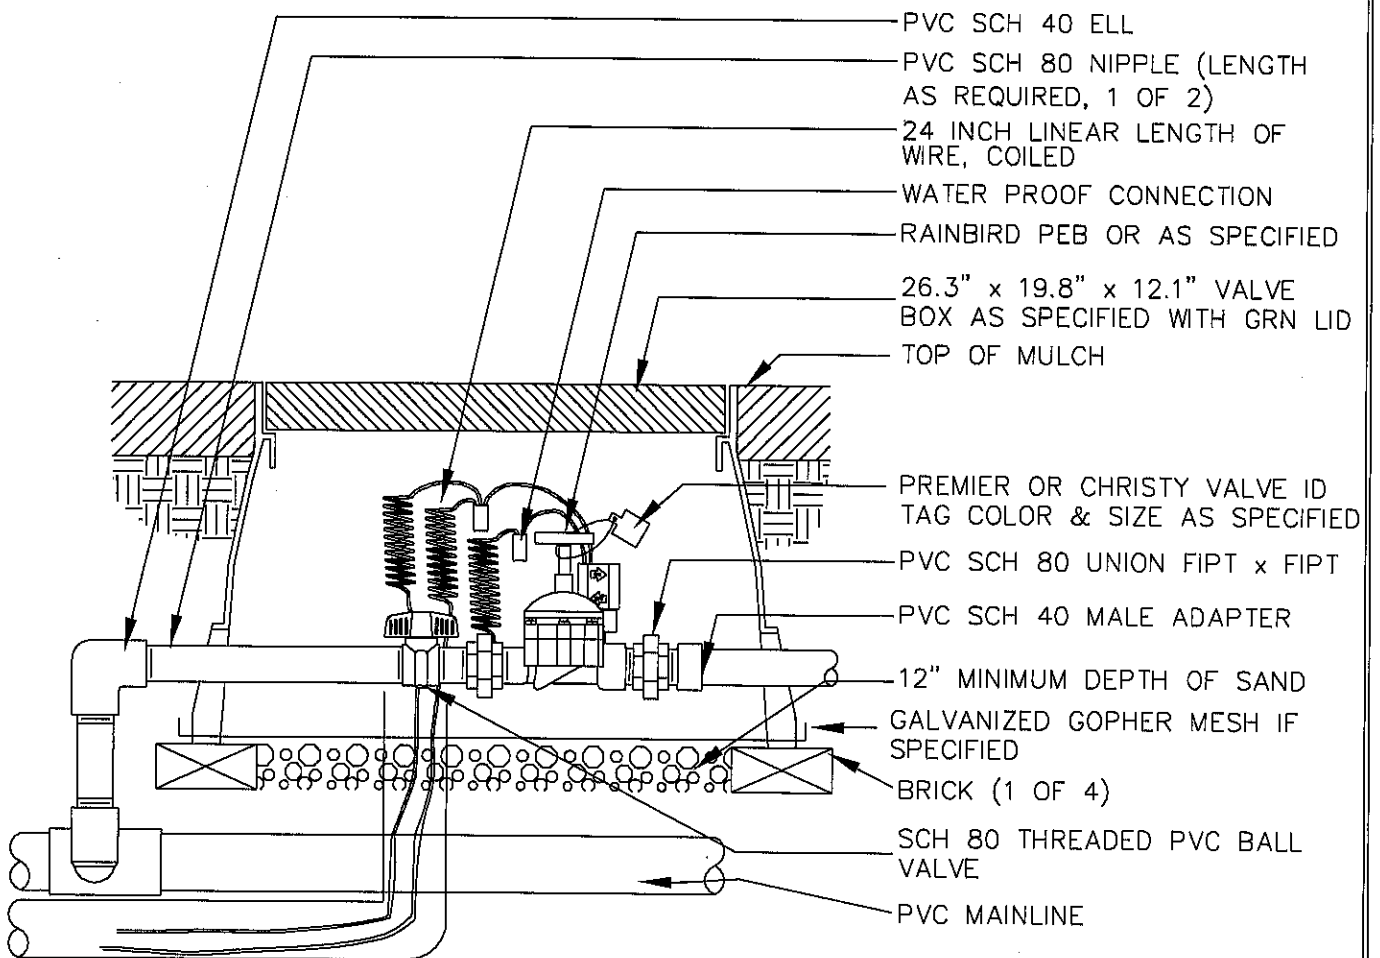 PVC SCH 40 ELL
PVC SCH 80 NIPPLE (LENGTH
AS REQUIRED, 1 OF 2)
24 INCH LINEAR LENGTH OF
WIRE, COILED
WATER PROOF CONNECTION
RAINBIRD PEB OR AS SPECIFIED
26.3" x 19.8" x 12.1" VALVE
BOX AS SPECIFIED WITH GRN LID
TOP OF MULCH
PREMIER OR CHRISTY VALVE ID
TAG COLOR & SIZE AS SPECIFIED
PVC SCH 80 UNION FIPT x FIPT
PVC SCH 40 MALE ADAPTER
12" MINIMUM DEPTH OF SAND
GALVANIZED GOPHER MESH IF
SPECIFIED
BRICK (1 OF 4)
SCH 80 THREADED PVC BALL
VALVE
PVC MAINLINE